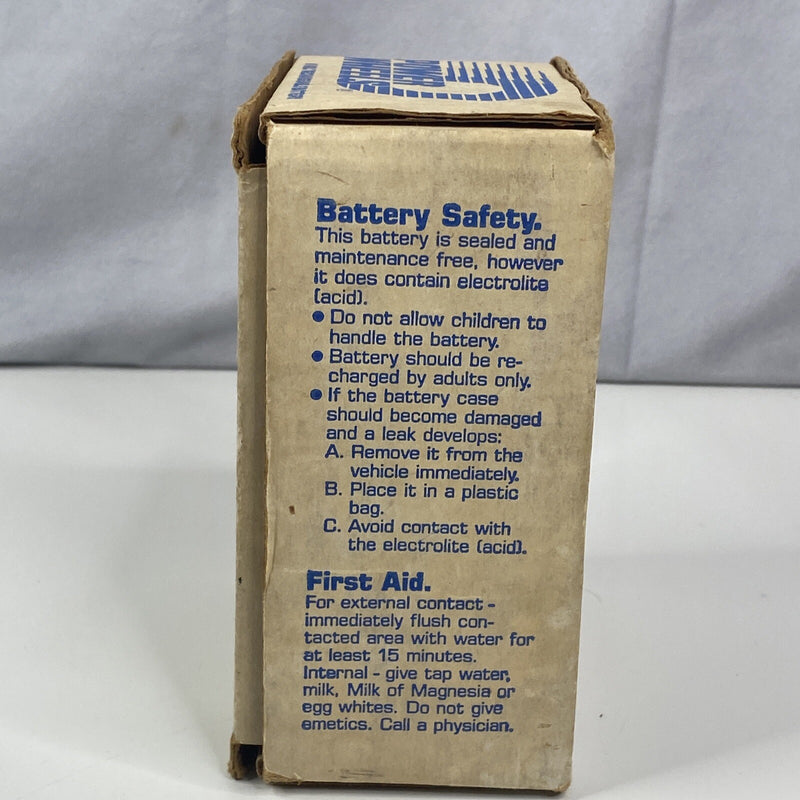 Battery Safety.
This battery is sealed and
maintenance free, however
it does contain electrolite
(acid).
• Do not allow children to
handle the battery.
• Battery should be re-
charged by adults only.
• If the battery case
should become damaged
and a leak develops:
A. Remove it from the
vehicle immediately.
B. Place it in a plastic
bag.
C. Avoid contact with
the electrolite (acid).
First Aid.
For external contact -
immediately flush con-
tacted area with water for
at least 15 minutes.
Internal - give tap water,
milk, Milk of Magnesia or
egg whites. Do not give
emetics. Call a physician.